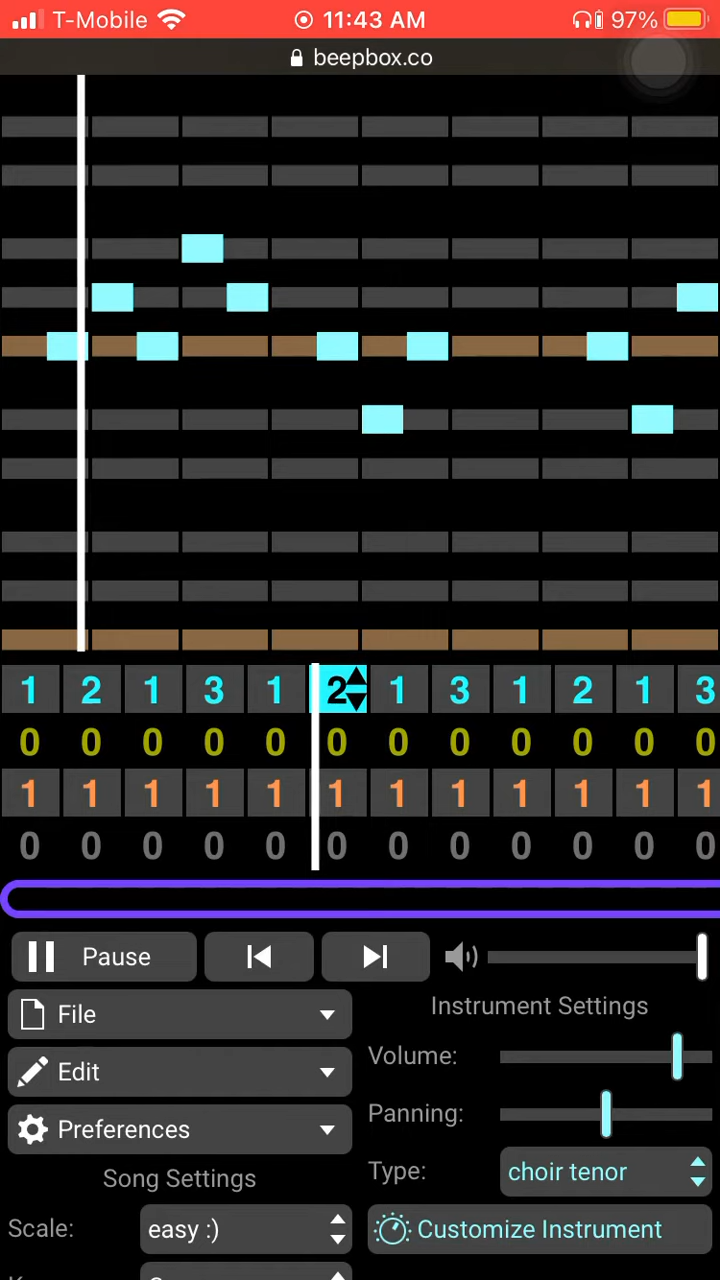 T-Mobile 11:43 AM 97%
beepbox.co
1 2 1 3 1 2 1 3 1 2 1 3
0 0 0 0 0 0 0 0 0 0 0 0
1 1 1 1 1 1 1 1 1 1 1 1
0 0 0 0 0 0 0 0 0 0 0 0
Pause
File
Edit
Preferences
Song Settings
Scale: easy :)
Instrument Settings
Volume:
Panning:
Type: choir tenor
Customize Instrument